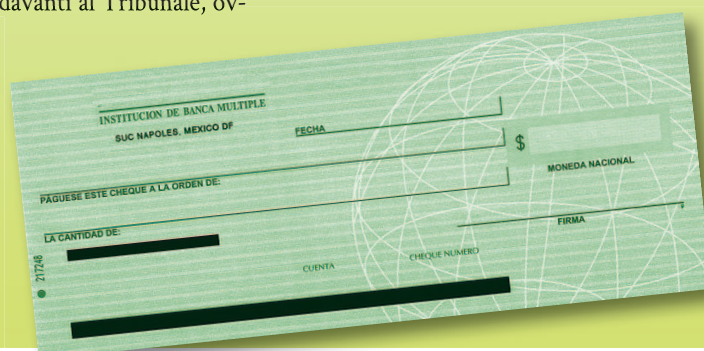 davanti al Tribunale, ov-
INSTITUCION DE BANCA MULTIPLE
SUC NAPOLES, MEXICO DF
FECHA
$
PÁGUESE ESTE CHEQUE A LA ORDEN DE:
MONEDA NACIONAL
LA CANTIDAD DE:
FIRMA
217248
CUENTA
CHEQUE NUMERO